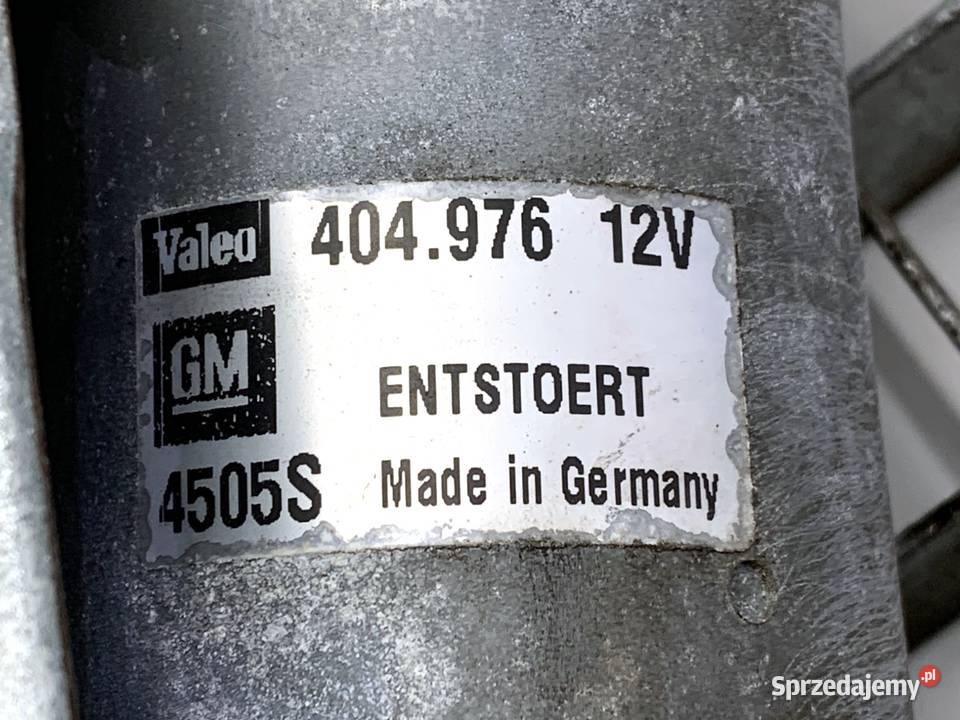 Valeo 404.976 12V
GM
ENTSTOERT
4505S Made in Germany
Sprzedajemy.pl